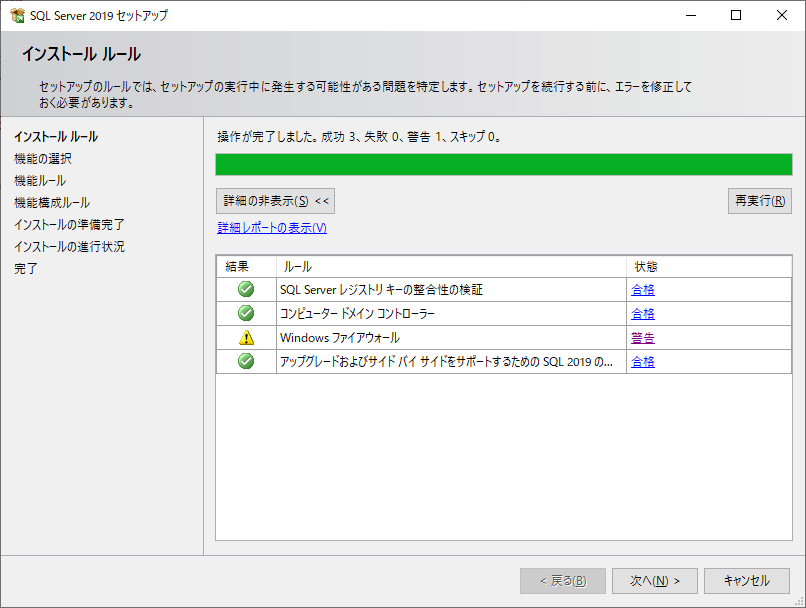 SQL Server 2019 セットアップ
インストール ルール
セットアップのルールでは、セットアップの実行中に発生する可能性がある問題を特定します。セットアップを続行する前に、エラーを修正して
おく必要があります。
インストール ルール
機能の選択
機能ルール
機能構成ルール
インストールの準備完了
インストールの進行状況
完了
操作が完了しました。成功 3、失敗 0、警告 1、スキップ 0。
詳細の非表示(S) <<
再実行(R)
詳細レポートの表示(V)
結果 ルール 状態
SQL Server レジストリ キーの整合性の検証 合格
コンピューター ドメイン コントローラー 合格
Windows ファイアウォール 警告
アップグレードおよびサイド バイ サイドをサポートするための SQL 2019 の... 合格
< 戻る(B) 次へ(N) > キャンセル